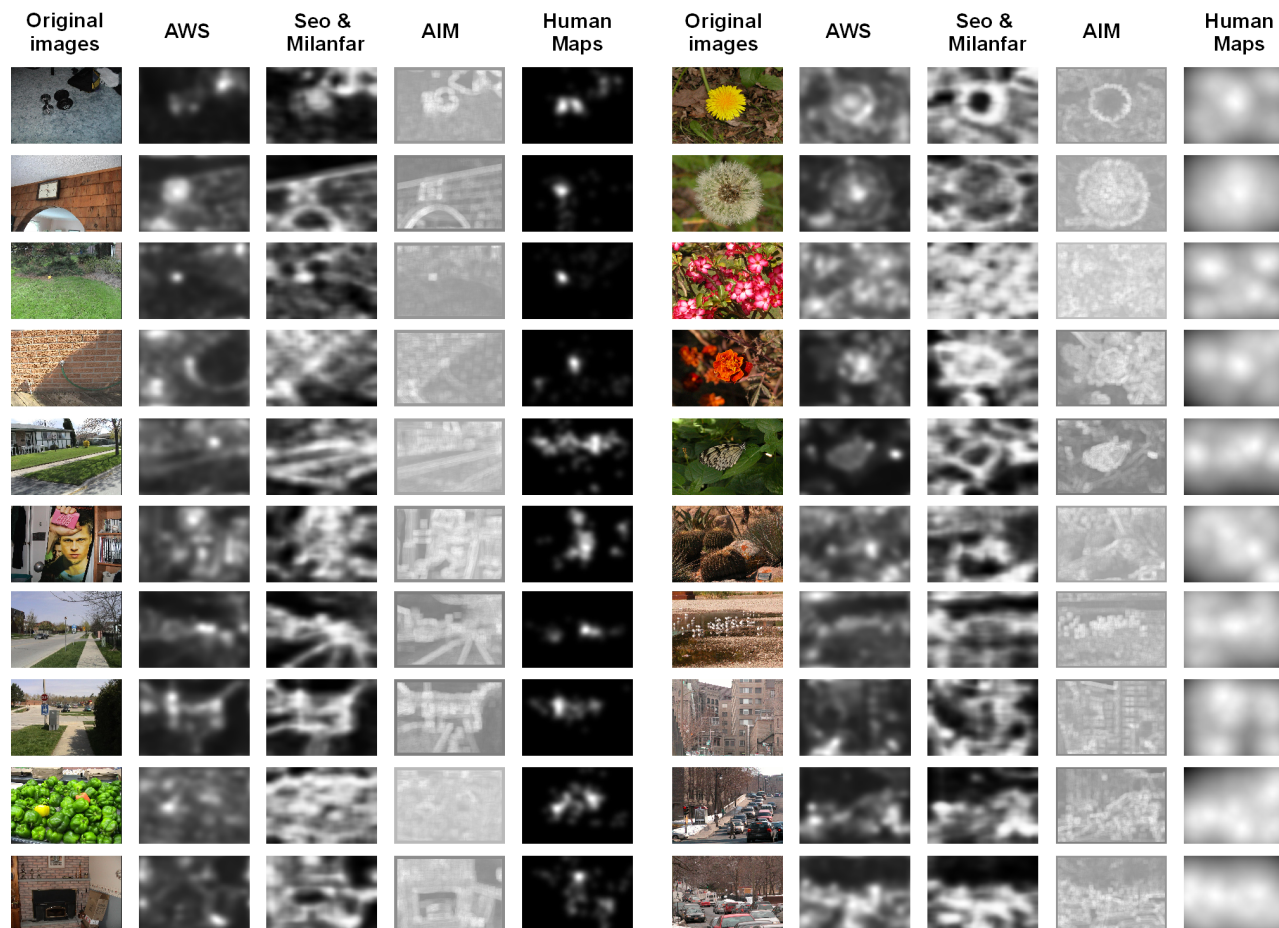 Original
images
AWS
Seo &
Milanfar
AIM
Human
Maps
Original
images
AWS
Seo &
Milanfar
AIM
Human
Maps